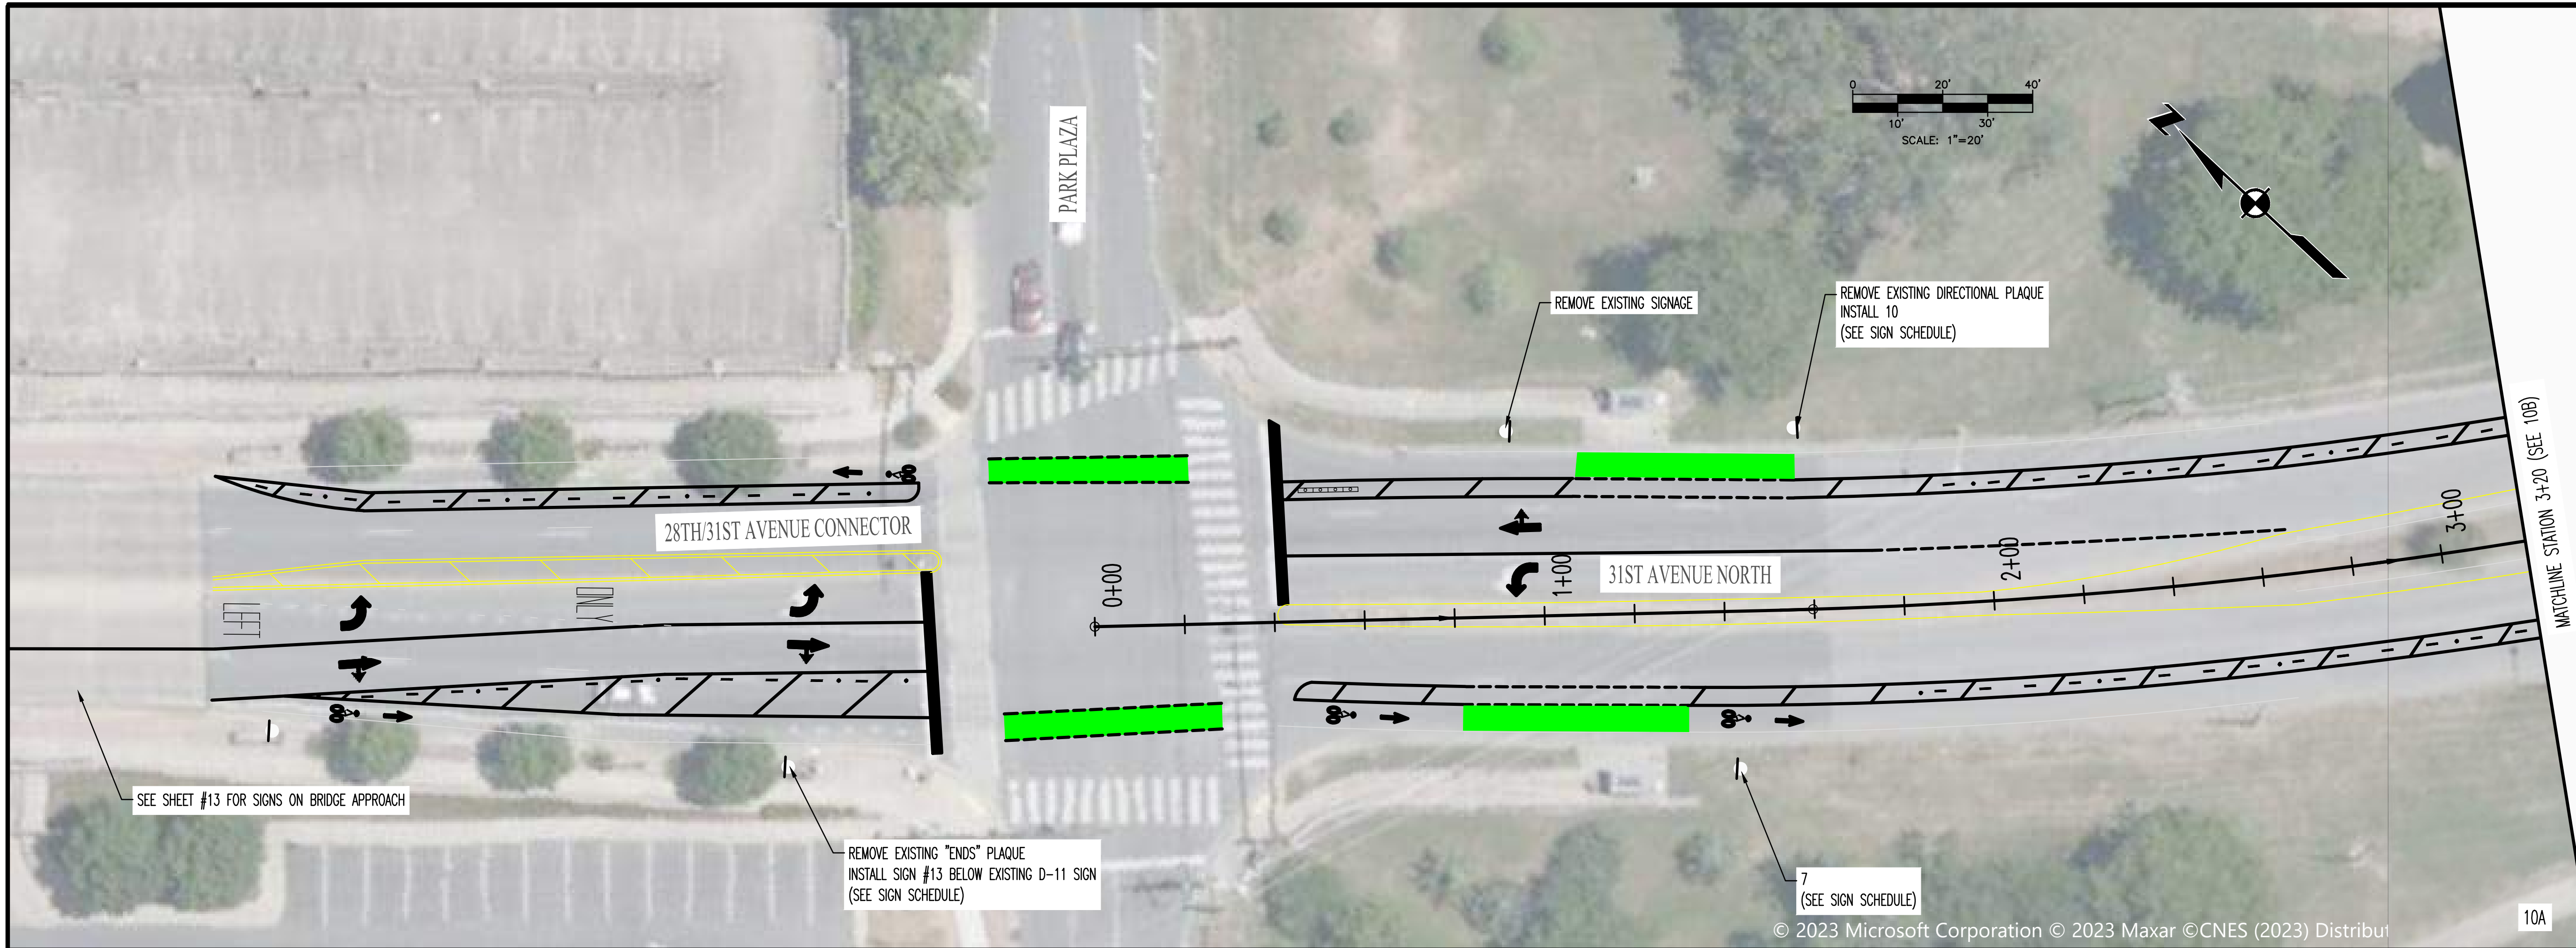 0 20' 40'
10' 30'
SCALE: 1"=20'
N
PARK PLAZA
REMOVE EXISTING SIGNAGE
REMOVE EXISTING DIRECTIONAL PLAQUE
INSTALL 10
(SEE SIGN SCHEDULE)
28TH/31ST AVENUE CONNECTOR
LEFT
ONLY
0+00
1+00
31ST AVENUE NORTH
2+00
3+00
MATCHLINE STATION 3+20 (SEE 10B)
SEE SHEET #13 FOR SIGNS ON BRIDGE APPROACH
REMOVE EXISTING "ENDS" PLAQUE
INSTALL SIGN #13 BELOW EXISTING D-11 SIGN
(SEE SIGN SCHEDULE)
7
(SEE SIGN SCHEDULE)
10A
© 2023 Microsoft Corporation © 2023 Maxar ©CNES (2023) Distribut